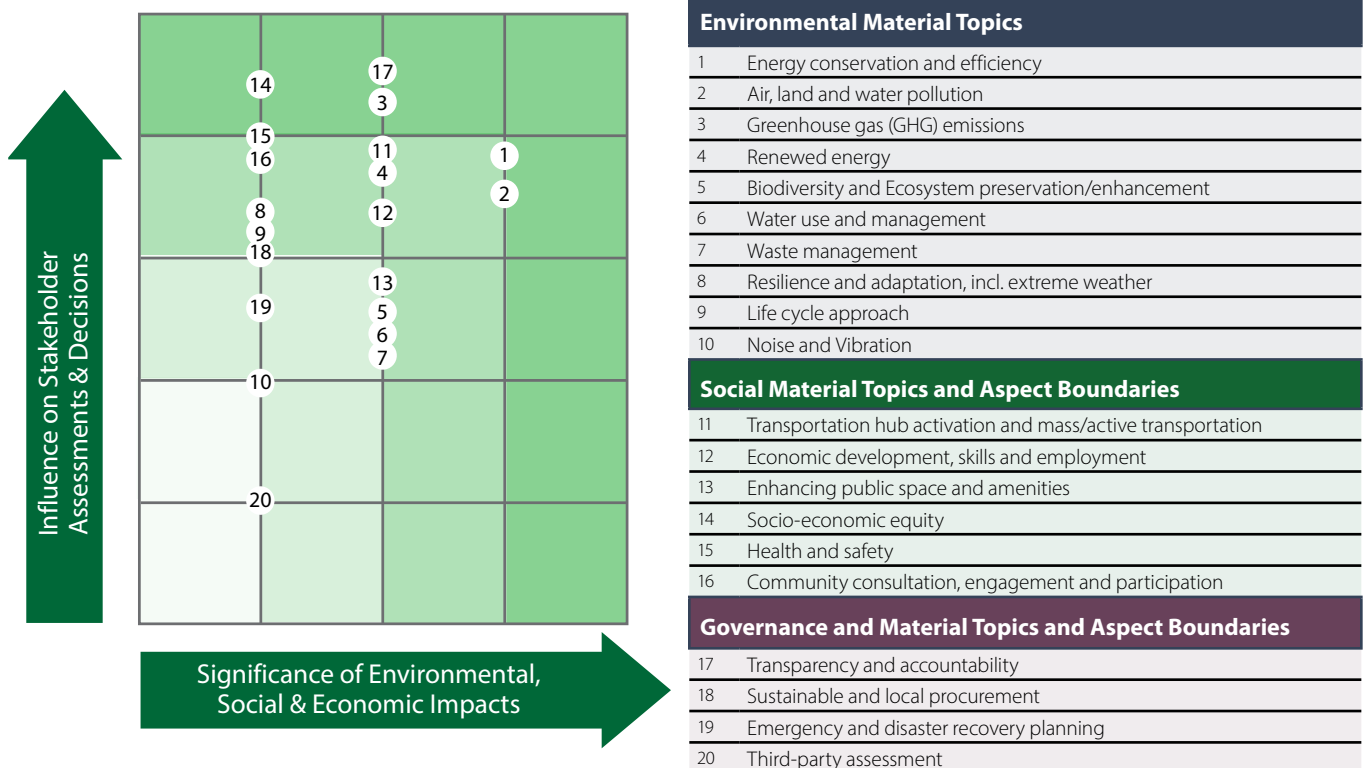 Influence on Stakeholder
Assessments & Decisions
14
17
3
15
16
11
4
1
2
8
9
18
12
13
19
5
6
7
10
20
Significance of Environmental,
Social & Economic Impacts
Environmental Material Topics
1 Energy conservation and efficiency
2 Air, land and water pollution
3 Greenhouse gas (GHG) emissions
4 Renewed energy
5 Biodiversity and Ecosystem preservation/enhancement
6 Water use and management
7 Waste management
8 Resilience and adaptation, incl. extreme weather
9 Life cycle approach
10 Noise and Vibration
Social Material Topics and Aspect Boundaries
11 Transportation hub activation and mass/active transportation
12 Economic development, skills and employment
13 Enhancing public space and amenities
14 Socio-economic equity
15 Health and safety
16 Community consultation, engagement and participation
Governance and Material Topics and Aspect Boundaries
17 Transparency and accountability
18 Sustainable and local procurement
19 Emergency and disaster recovery planning
20 Third-party assessment